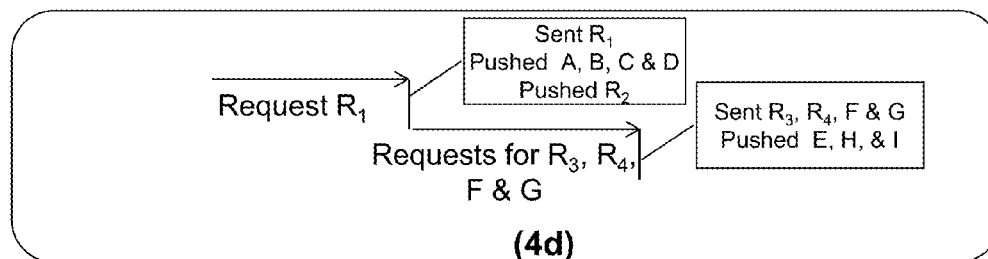 Sent R₁
Pushed A, B, C & D
Pushed R₂
Request R₁
Sent R₃, R₄, F & G
Pushed E, H, & I
Requests for R₃, R₄,
F & G
(4d)